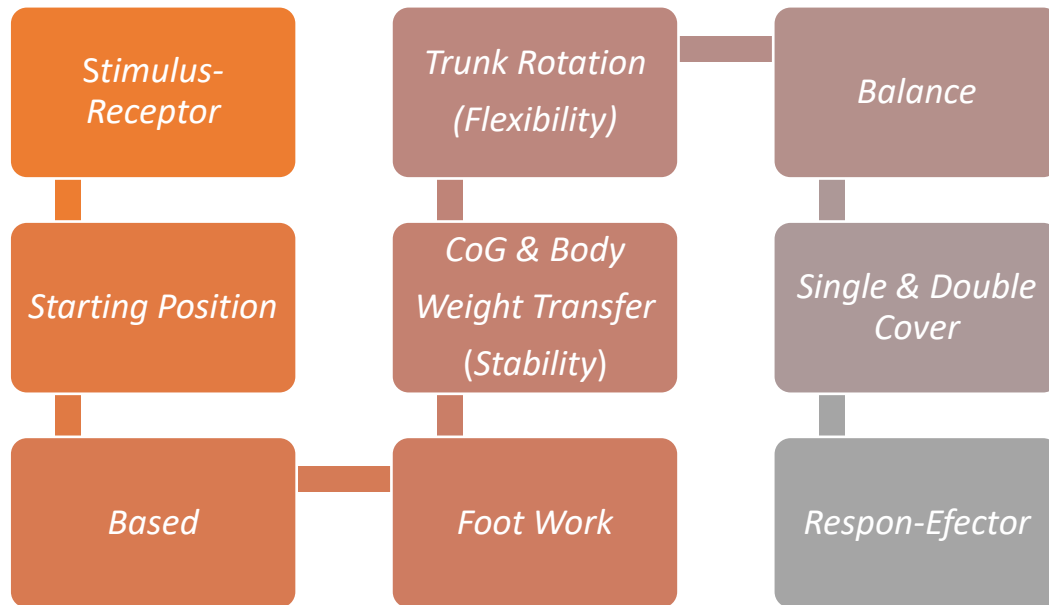 Stimulus-
Receptor
Starting Position
Based
Foot Work
CoG & Body
Weight Transfer
(Stability)
Trunk Rotation
(Flexibility)
Balance
Single & Double
Cover
Respon-Efector